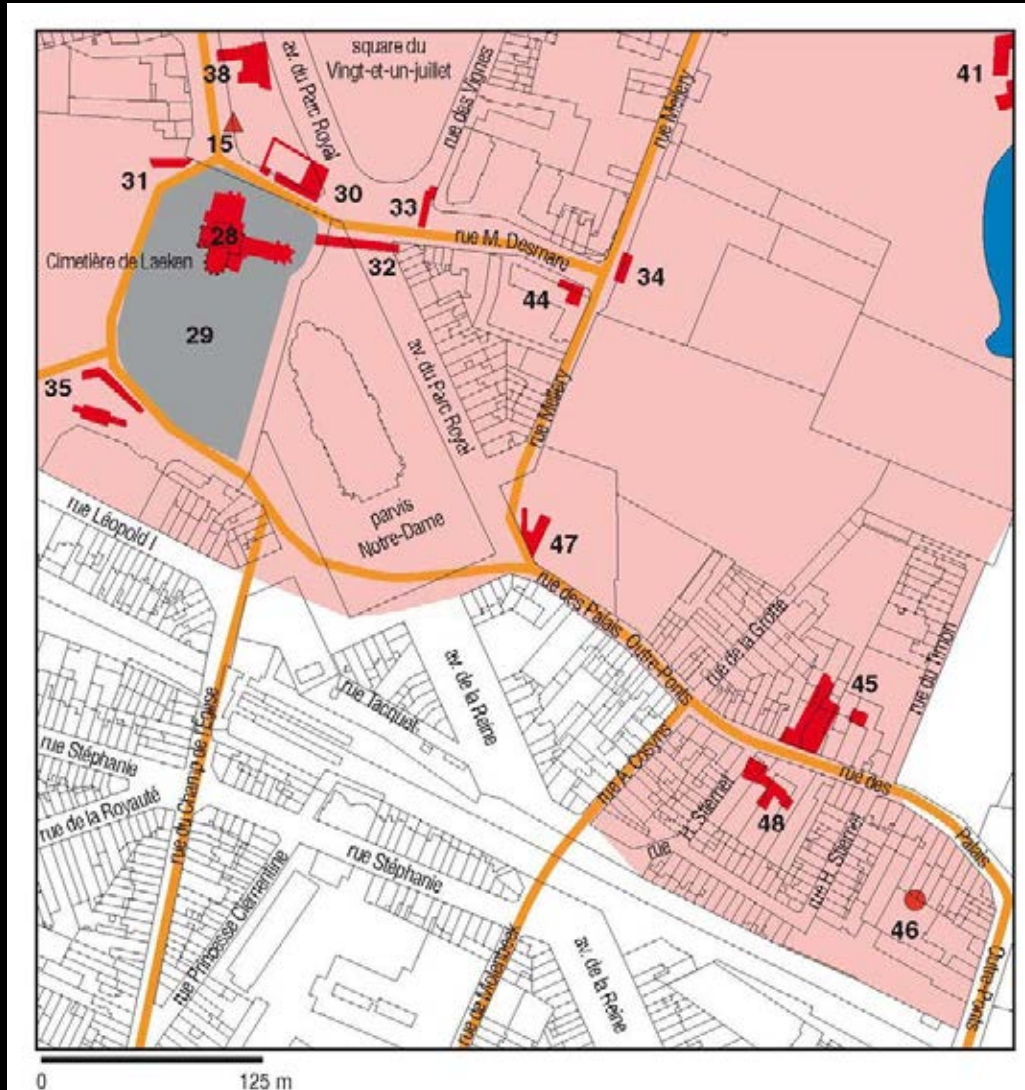 38
av. du Parc Royal
square du
Vingt-et-un-juillet
rue des Vignes
rue Mellery
41
15
31
30
33
28
Cimetière de Laeken
32
rue M. Desmare
34
44
29
35
av. du Parc Royal
rue Mellery
rue Léopold I
parvis
Notre-Dame
47
rue des Palais Outre-Ponts
rue de la Grotte
rue du Timon
45
rue Tacquet
av. de la Reine
rue Stéphanie
rue de la Royauté
rue du Champ de l'Eglise
rue A. Cosyns
rue H. Stiernet
48
rue H. Stiernet
rue des Palais Outre-Ponts
46
rue Stéphanie
rue Princesse Clémentine
rue de Molenbeek
av. de la Reine
0 125 m